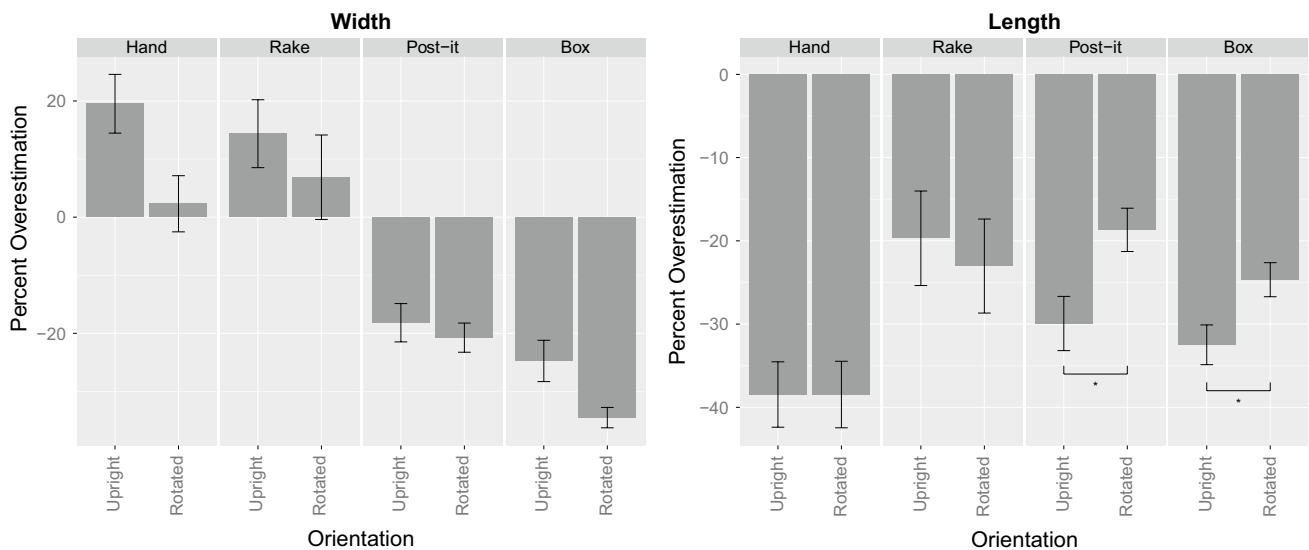 Width
Hand Rake Post-it Box
Percent Overestimation
20
0
−20
Upright Rotated Upright Rotated Upright Rotated Upright Rotated
Orientation
Length
Hand Rake Post-it Box
Percent Overestimation
0
−10
−20
−30
−40
* *
Upright Rotated Upright Rotated Upright Rotated Upright Rotated
Orientation